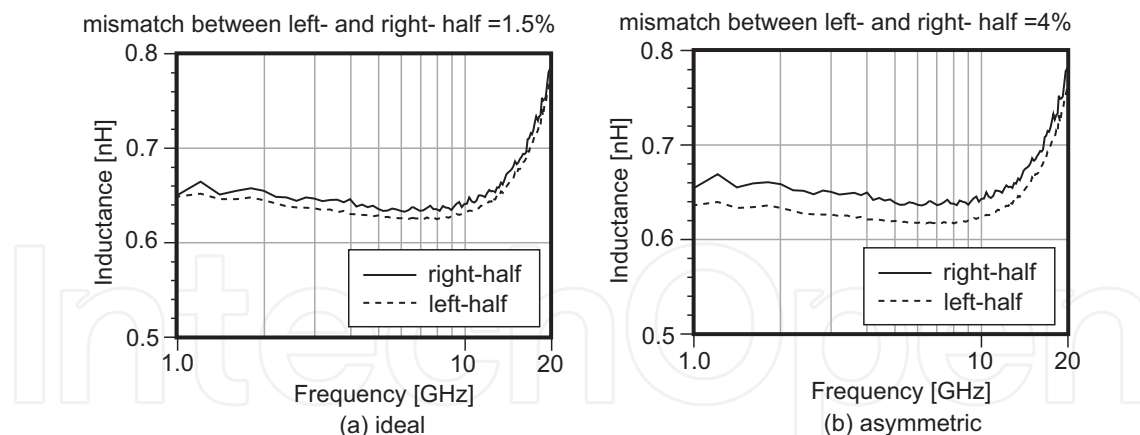 mismatch between left- and right- half =1.5%
0.8
0.7
0.6
0.5
Inductance [nH]
right-half
left-half
1.0
10
20
Frequency [GHz]
(a) ideal
mismatch between left- and right- half =4%
0.8
0.7
0.6
0.5
Inductance [nH]
right-half
left-half
1.0
10
20
Frequency [GHz]
(b) asymmetric
IntechOpen